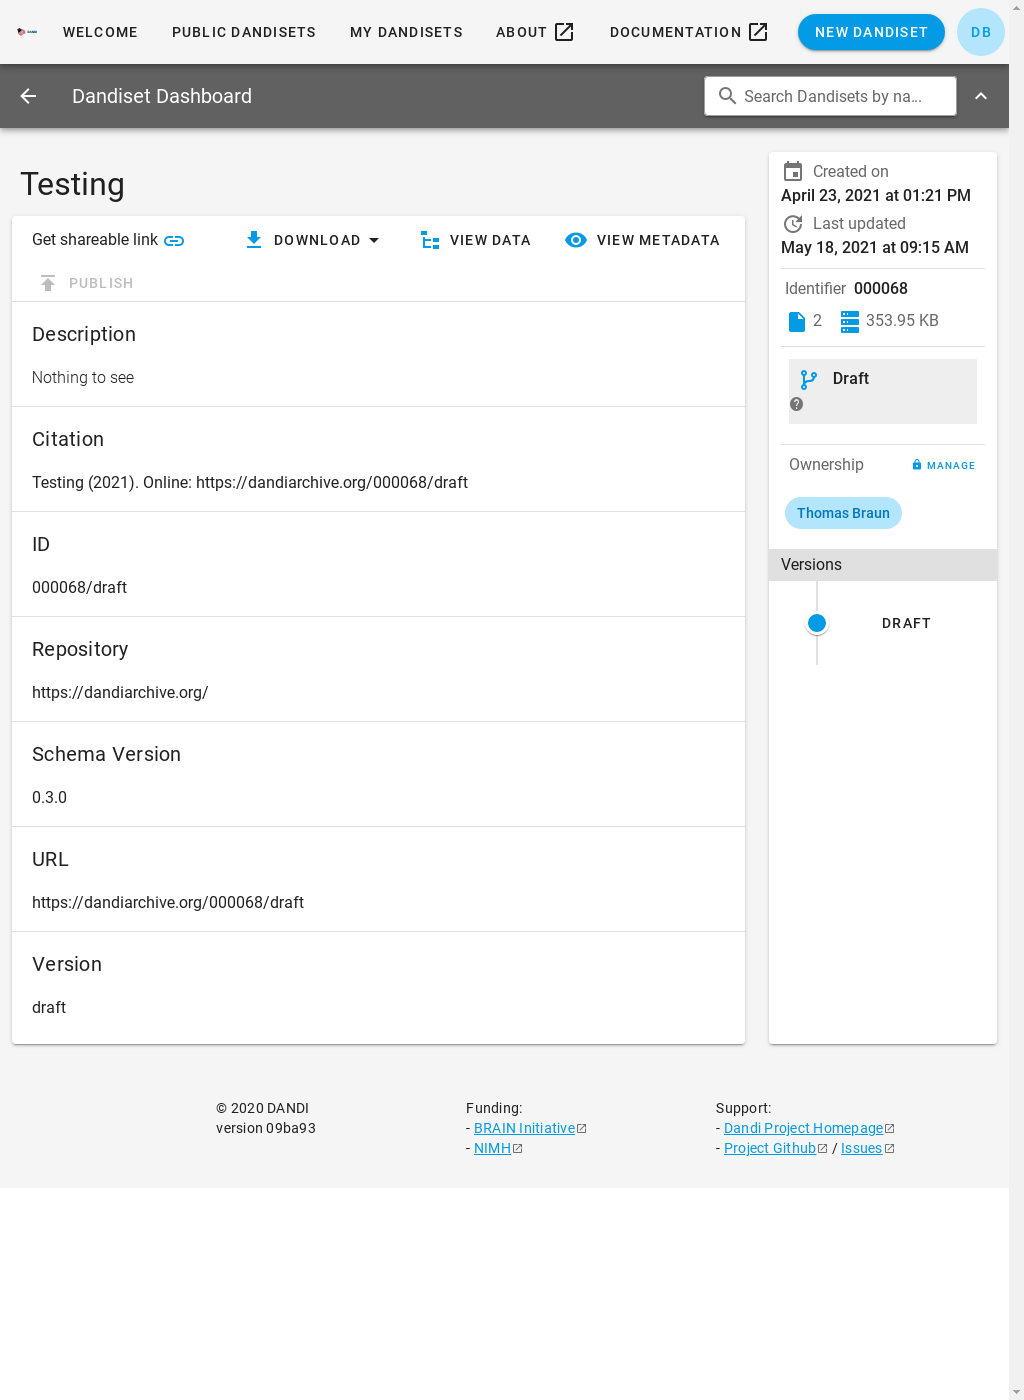 WELCOME PUBLIC DANDISETS MY DANDISETS ABOUT DOCUMENTATION NEW DANDISET DB
Dandiset Dashboard Search Dandisets by na...
Testing
Get shareable link DOWNLOAD VIEW DATA VIEW METADATA
PUBLISH
Description
Nothing to see
Citation
Testing (2021). Online: https://dandiarchive.org/000068/draft
ID
000068/draft
Repository
https://dandiarchive.org/
Schema Version
0.3.0
URL
https://dandiarchive.org/000068/draft
Version
draft
Created on
April 23, 2021 at 01:21 PM
Last updated
May 18, 2021 at 09:15 AM
Identifier 000068
2 353.95 KB
Draft
Ownership MANAGE
Thomas Braun
Versions
DRAFT
© 2020 DANDI
version 09ba93
Funding:
- BRAIN Initiative
- NIMH
Support:
- Dandi Project Homepage
- Project Github / Issues